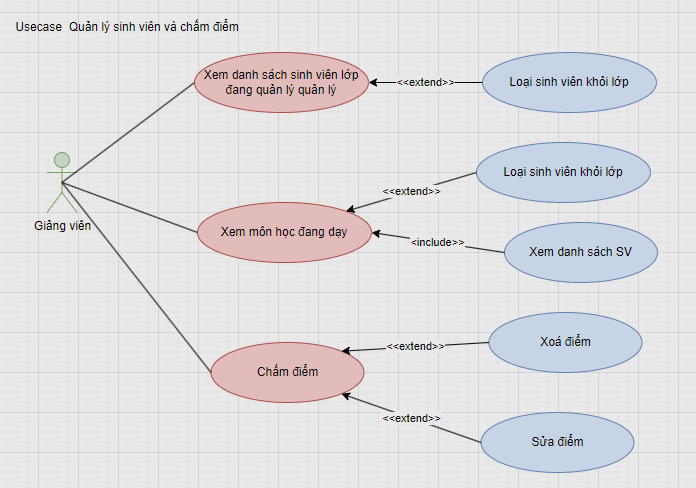 Usecase Quản lý sinh viên và chấm điểm
Xem danh sách sinh viên lớp
đang quản lý quản lý
<<extend>>
Loại sinh viên khỏi lớp
Loại sinh viên khỏi lớp
<<extend>>
Giảng viên
Xem môn học đang dạy
<include>>
Xem danh sách SV
Xoá điểm
<<extend>>
Chấm điểm
<<extend>>
Sửa điểm